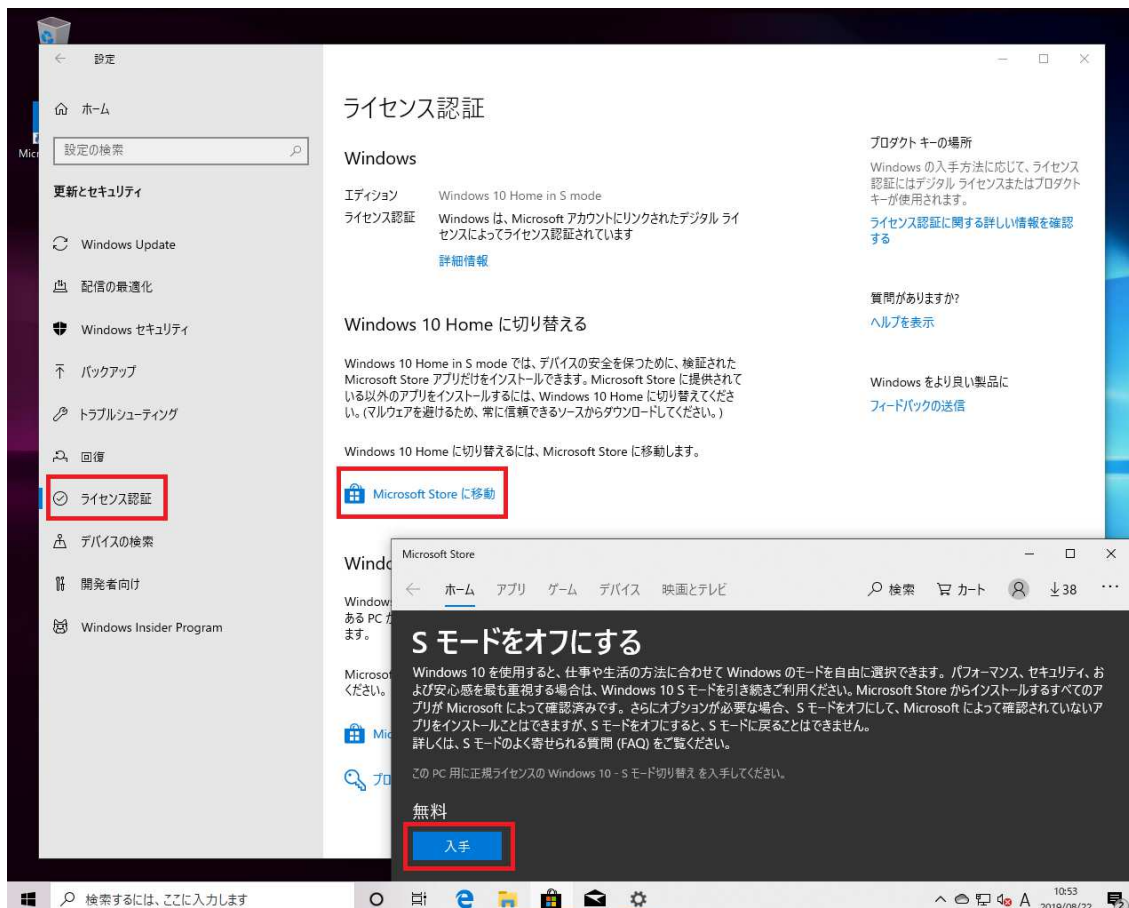 設定
ホーム
設定の検索
更新とセキュリティ
Windows Update
配信の最適化
Windows セキュリティ
バックアップ
トラブルシューティング
回復
ライセンス認証
デバイスの検索
開発者向け
Windows Insider Program
ライセンス認証
Windows
エディション Windows 10 Home in S mode
ライセンス認証 Windows は、Microsoft アカウントにリンクされたデジタル ライ
センスによってライセンス認証されています
詳細情報
Windows 10 Home に切り替える
Windows 10 Home in S mode では、デバイスの安全を保つために、検証された
Microsoft Store アプリだけをインストールできます。Microsoft Store に提供されて
いる以外のアプリをインストールするには、Windows 10 Home に切り替えてくださ
い。(マルウェアを避けるため、常に信頼できるソースからダウンロードしてください。)
Windows 10 Home に切り替えるには、Microsoft Store に移動します。
Microsoft Store に移動
プロダクト キーの場所
Windows の入手方法に応じて、ライセンス
認証にはデジタル ライセンスまたはプロダクト
キーが使用されます。
ライセンス認証に関する詳しい情報を確認
する
質問がありますか?
ヘルプを表示
Windows をより良い製品に
フィードバックの送信
ある PC
ます。
ください。
Microsoft Store
ホーム アプリ ゲーム デバイス 映画とテレビ 検索 カート 38
S モードをオフにする
Windows 10 を使用すると、仕事や生活の方法に合わせて Windows のモードを自由に選択できます。パフォーマンス、セキュリティ、お
よび安心感を最も重視する場合は、Windows 10 S モードを引き続きご利用ください。Microsoft Store からインストールするすべてのア
プリが Microsoft によって確認済みです。さらにオプションが必要な場合、S モードをオフにして、Microsoft によって確認されていないア
プリをインストールことはできますが、S モードをオフにすると、S モードに戻ることはできません。
詳しくは、S モードのよく寄せられる質問 (FAQ) をご覧ください。
この PC 用に正規ライセンスの Windows 10 - S モード切り替え を入手してください。
無料
入手
検索するには、ここに入力します
A
10:53
2019/08/22